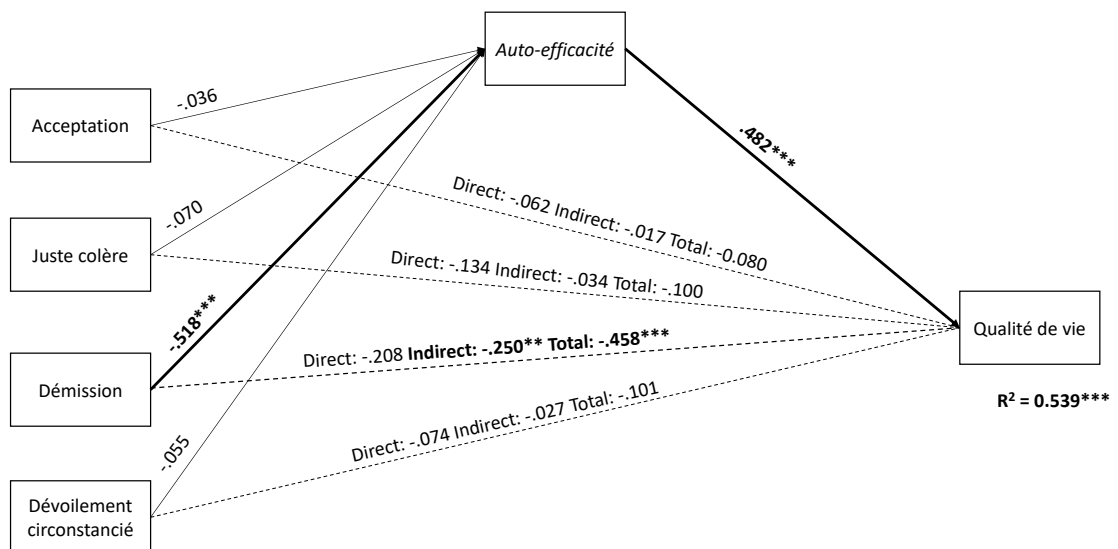 Auto-efficacité
-.036
Acceptation
.482***
Direct: -.062 Indirect: -.017 Total: -0.080
-.070
Juste colère
Direct: -.134 Indirect: -.034 Total: -.100
Qualité de vie
-.518***
Direct: -.208 Indirect: -.250** Total: -.458***
Démission
R² = 0.539***
Direct: -.074 Indirect: -.027 Total: -.101
-.055
Dévoilement
circonstancié